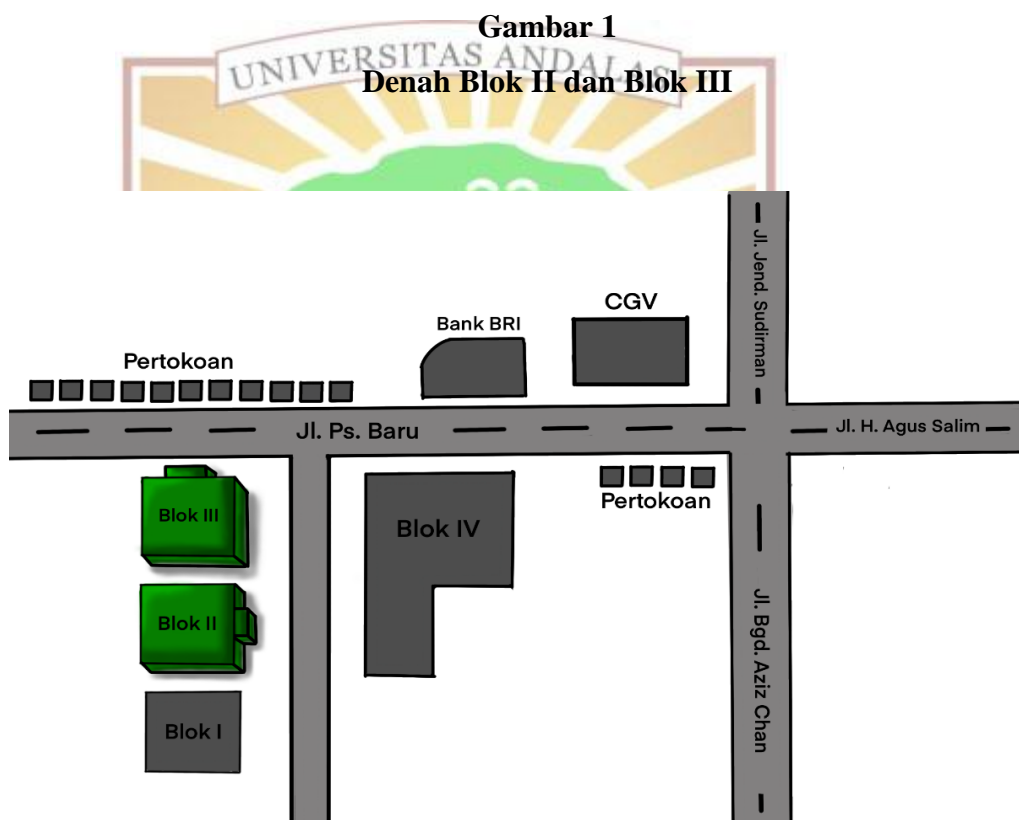 Gambar 1
UNIVERSITAS ANDALAS
Denah Blok II dan Blok III
Jl. Jend. Sudirman
CGV
Bank BRI
Pertokoan
Jl. Ps. Baru
Jl. H. Agus Salim
Blok III
Blok IV
Pertokoan
Blok II
Jl. Bgd. Aziz Chan
Blok I